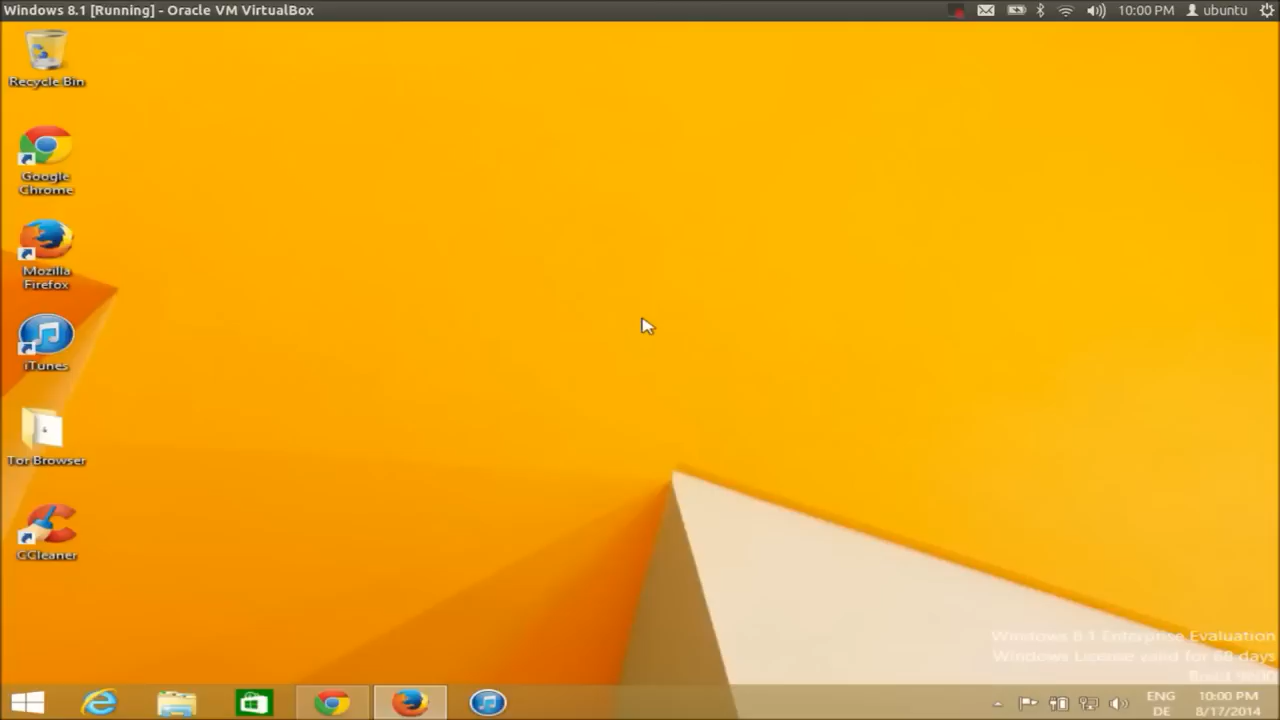 Windows 8.1 [Running] - Oracle VM VirtualBox
10:00 PM
ubuntu
Recycle Bin
Google
Chrome
Mozilla
Firefox
iTunes
Tor Browser
CCleaner
Windows 8.1 Enterprise Evaluation
Windows License valid for 68 days
Build 9600
ENG
DE
10:00 PM
8/17/2014